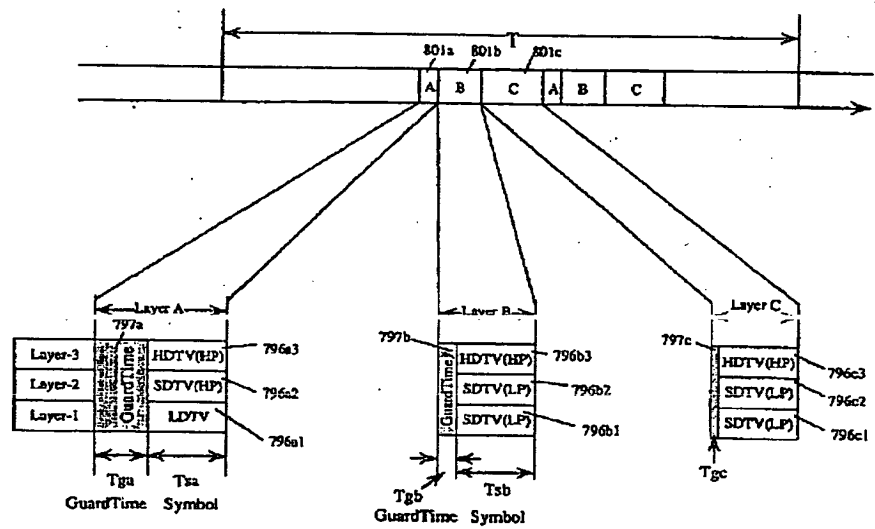 T
801a 801b 801c
A B C A B C
Layer A Layer B Layer C
797a 797b 797c
Layer-3 GuardTime HDTV(HP) 796a3 GuardTime HDTV(HP) 796b3 HDTV(HP) 796c3
Layer-2 SDTV(HP) 796a2 SDTV(LP) 796b2 SDTV(LP) 796c2
Layer-1 LDTV 796a1 SDTV(LP) 796b1 SDTV(LP) 796c1
Tga Tsa Tgb Tsb Tgc
GuardTime Symbol GuardTime Symbol